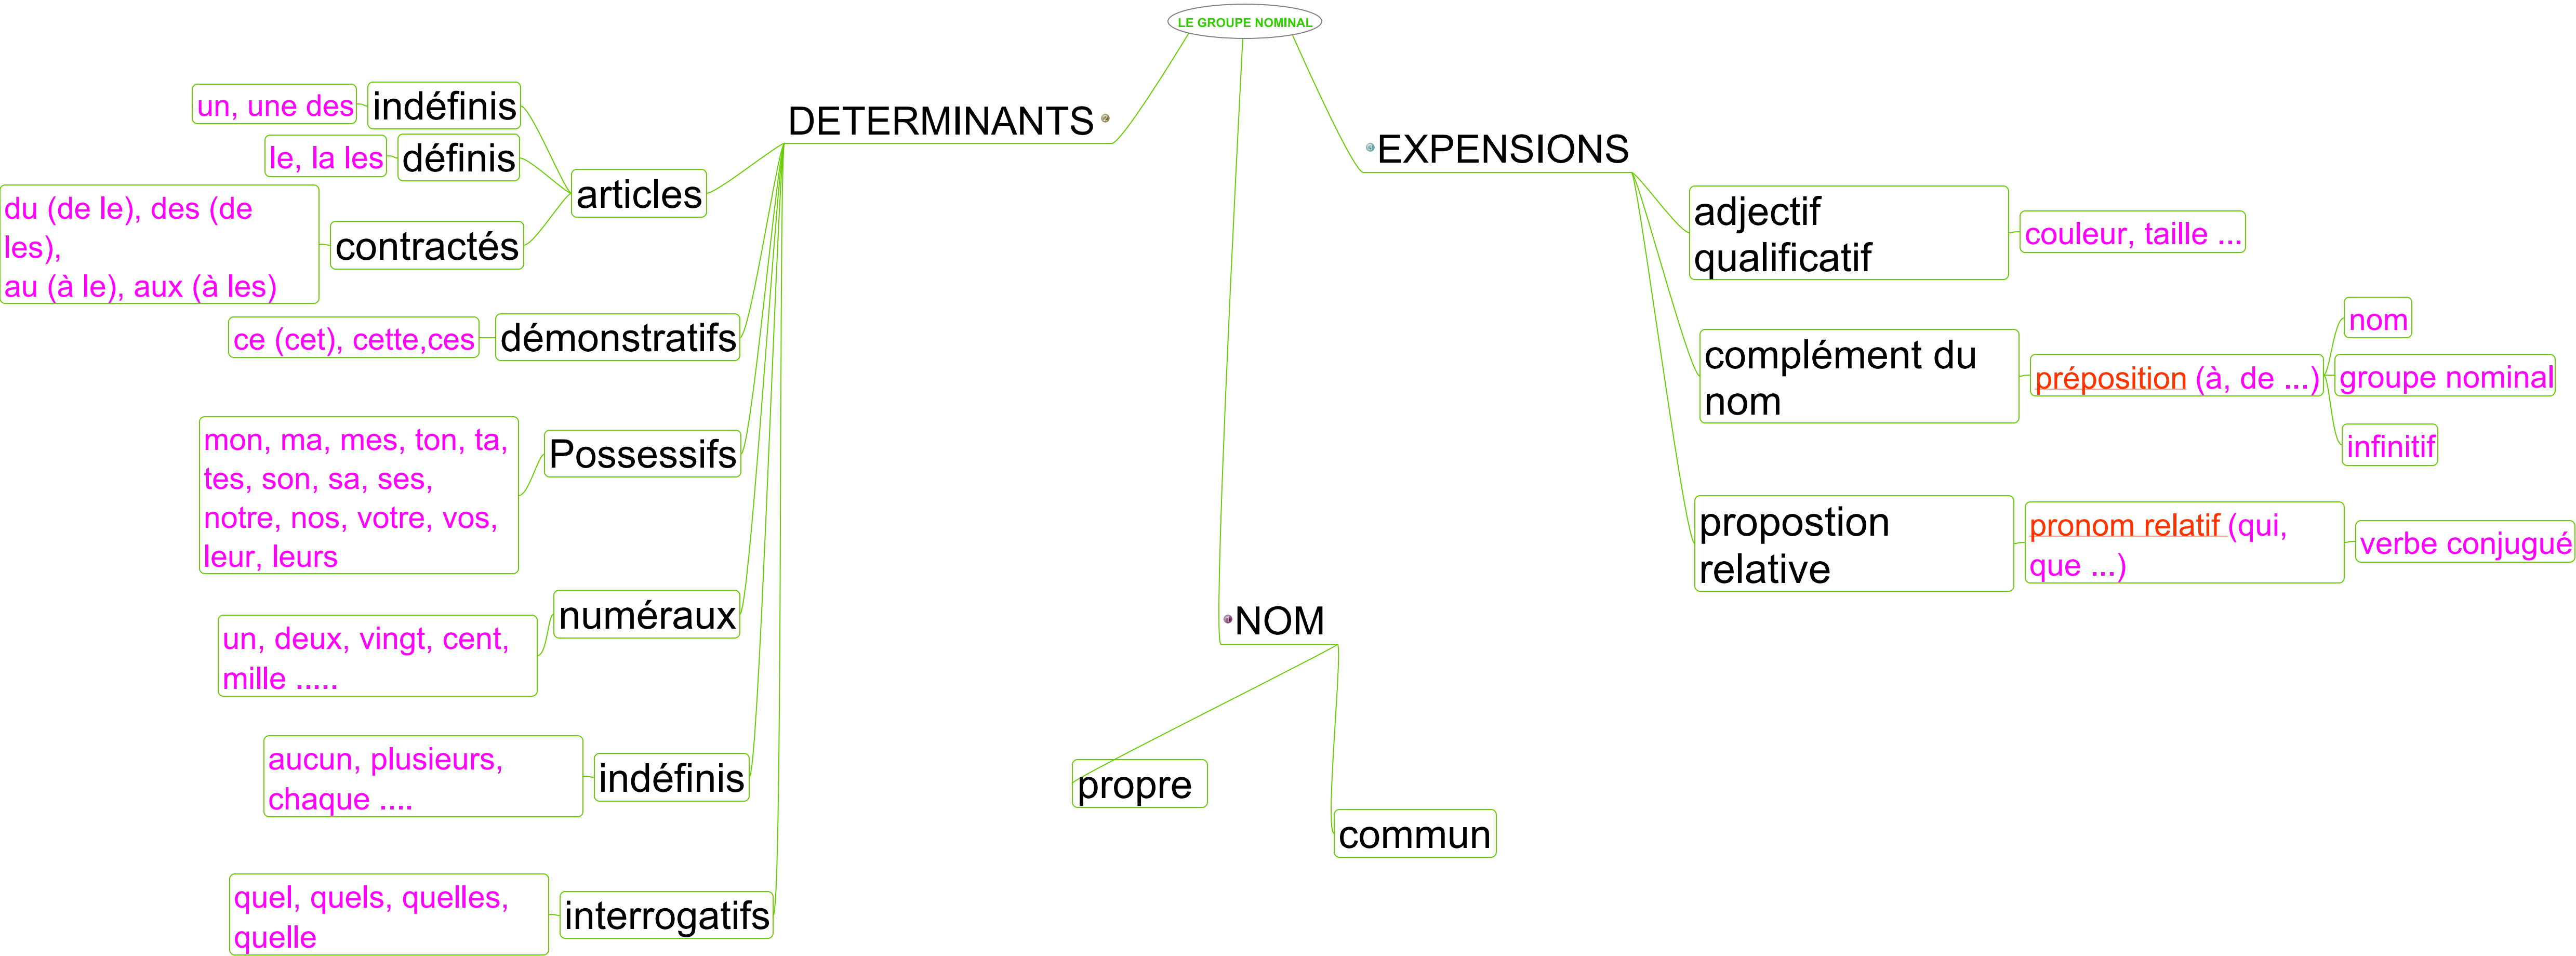 LE GROUPE NOMINAL
DETERMINANTS
articles
indéfinis
un, une des
définis
le, la les
contractés
du (de le), des (de
les),
au (à le), aux (à les)
démonstratifs
ce (cet), cette,ces
Possessifs
mon, ma, mes, ton, ta,
tes, son, sa, ses,
notre, nos, votre, vos,
leur, leurs
numéraux
un, deux, vingt, cent,
mille .....
indéfinis
aucun, plusieurs,
chaque ....
interrogatifs
quel, quels, quelles,
quelle
NOM
propre
commun
EXPENSIONS
adjectif
qualificatif
couleur, taille ...
complément du
nom
préposition (à, de ...)
nom
groupe nominal
infinitif
propostion
relative
pronom relatif (qui,
que ...)
verbe conjugué